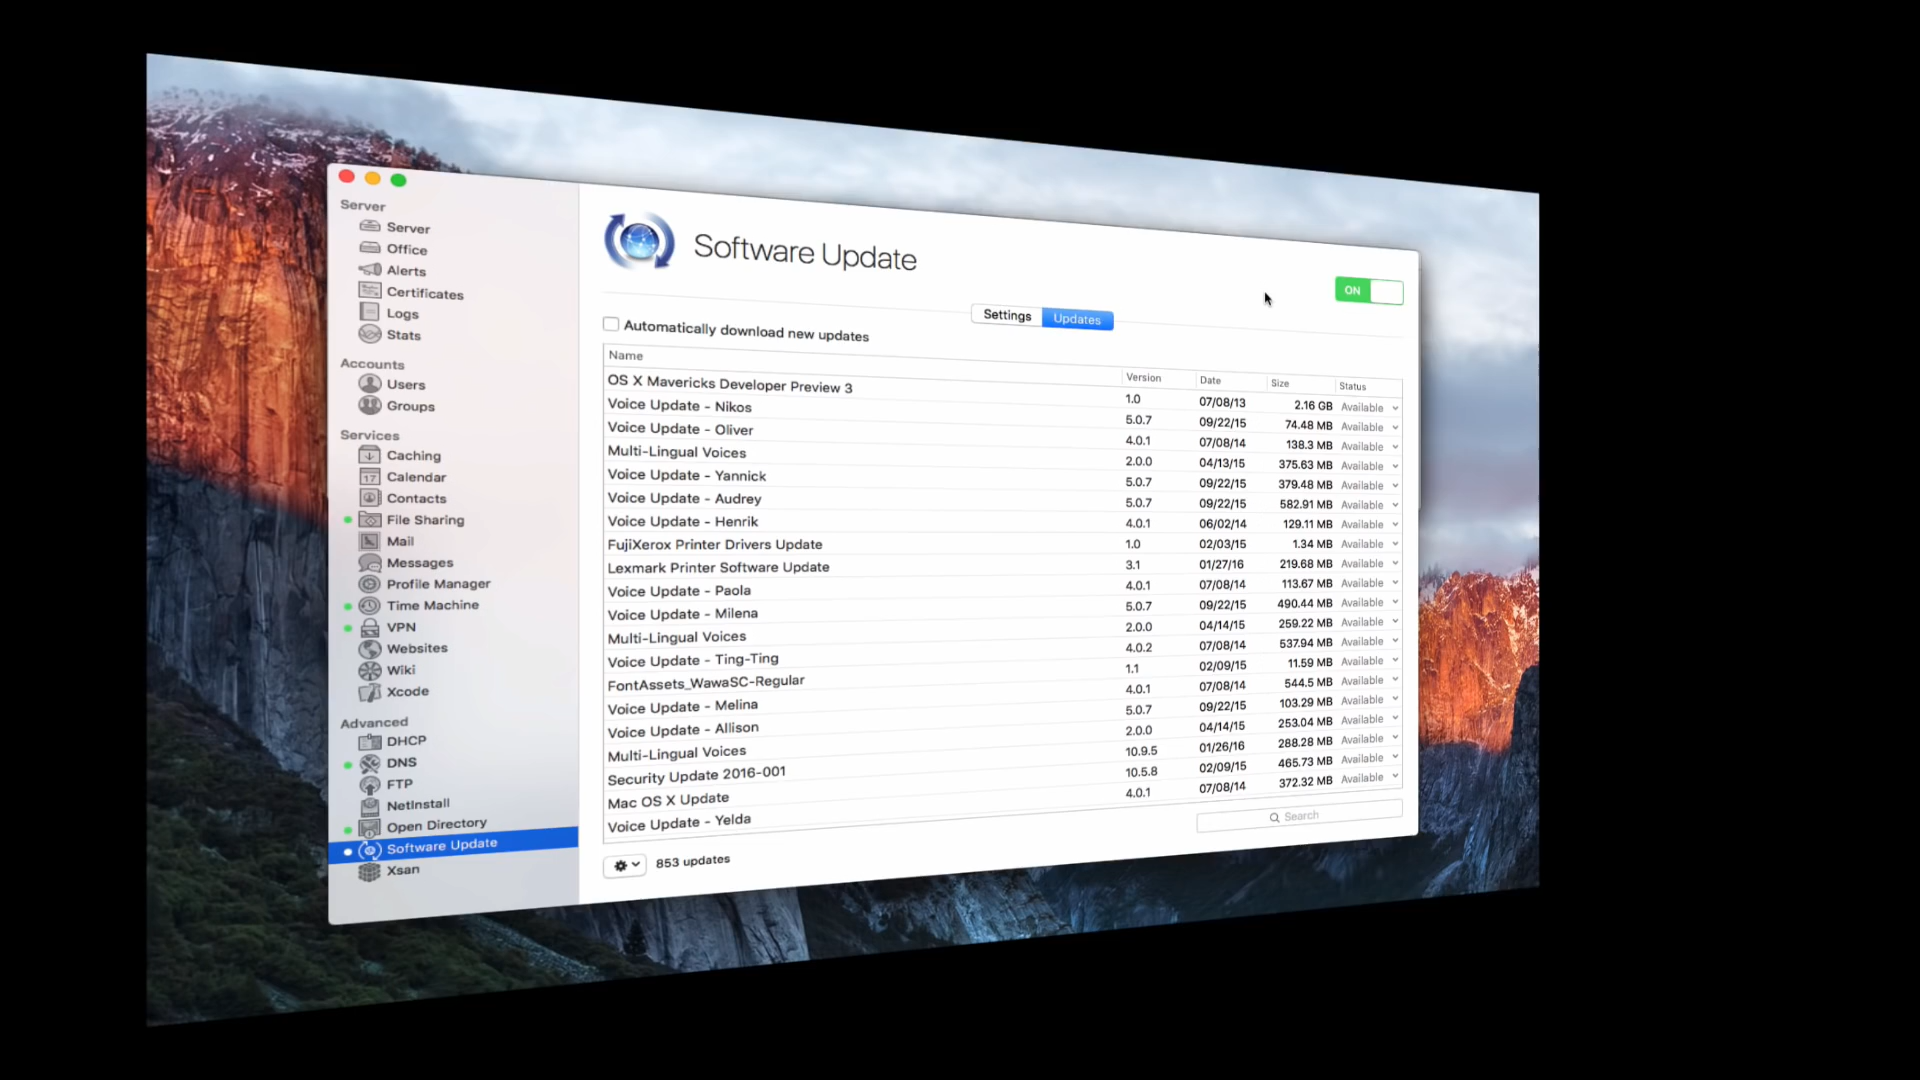 Server
Server
Office
Alerts
Certificates
Logs
Stats
Accounts
Users
Groups
Services
Caching
17 Calendar
Contacts
File Sharing
Mail
Messages
Profile Manager
Time Machine
VPN
Websites
Wiki
Xcode
Advanced
DHCP
DNS
FTP
NetInstall
Open Directory
Software Update
Xsan
Software Update
ON
Settings Updates
Automatically download new updates
Name Version Date Size Status
OS X Mavericks Developer Preview 3 1.0 07/08/13 2.16 GB Available
Voice Update - Nikos 5.0.7 09/22/15 74.48 MB Available
Voice Update - Oliver 4.0.1 07/08/14 138.3 MB Available
Multi-Lingual Voices 2.0.0 04/13/15 375.63 MB Available
Voice Update - Yannick 5.0.7 09/22/15 379.48 MB Available
Voice Update - Audrey 5.0.7 09/22/15 582.91 MB Available
Voice Update - Henrik 4.0.1 06/02/14 129.11 MB Available
FujiXerox Printer Drivers Update 1.0 02/03/15 1.34 MB Available
Lexmark Printer Software Update 3.1 01/27/16 219.68 MB Available
Voice Update - Paola 4.0.1 07/08/14 113.67 MB Available
Voice Update - Milena 5.0.7 09/22/15 490.44 MB Available
Multi-Lingual Voices 2.0.0 04/14/15 259.22 MB Available
Voice Update - Ting-Ting 4.0.2 07/08/14 537.94 MB Available
FontAssets_WawaSC-Regular 1.1 02/09/15 11.59 MB Available
Voice Update - Melina 4.0.1 07/08/14 544.5 MB Available
Voice Update - Allison 5.0.7 09/22/15 103.29 MB Available
Multi-Lingual Voices 2.0.0 04/14/15 253.04 MB Available
Security Update 2016-001 10.9.5 01/26/16 288.28 MB Available
Mac OS X Update 10.5.8 02/09/15 465.73 MB Available
Voice Update - Yelda 4.0.1 07/08/14 372.32 MB Available
Search
853 updates